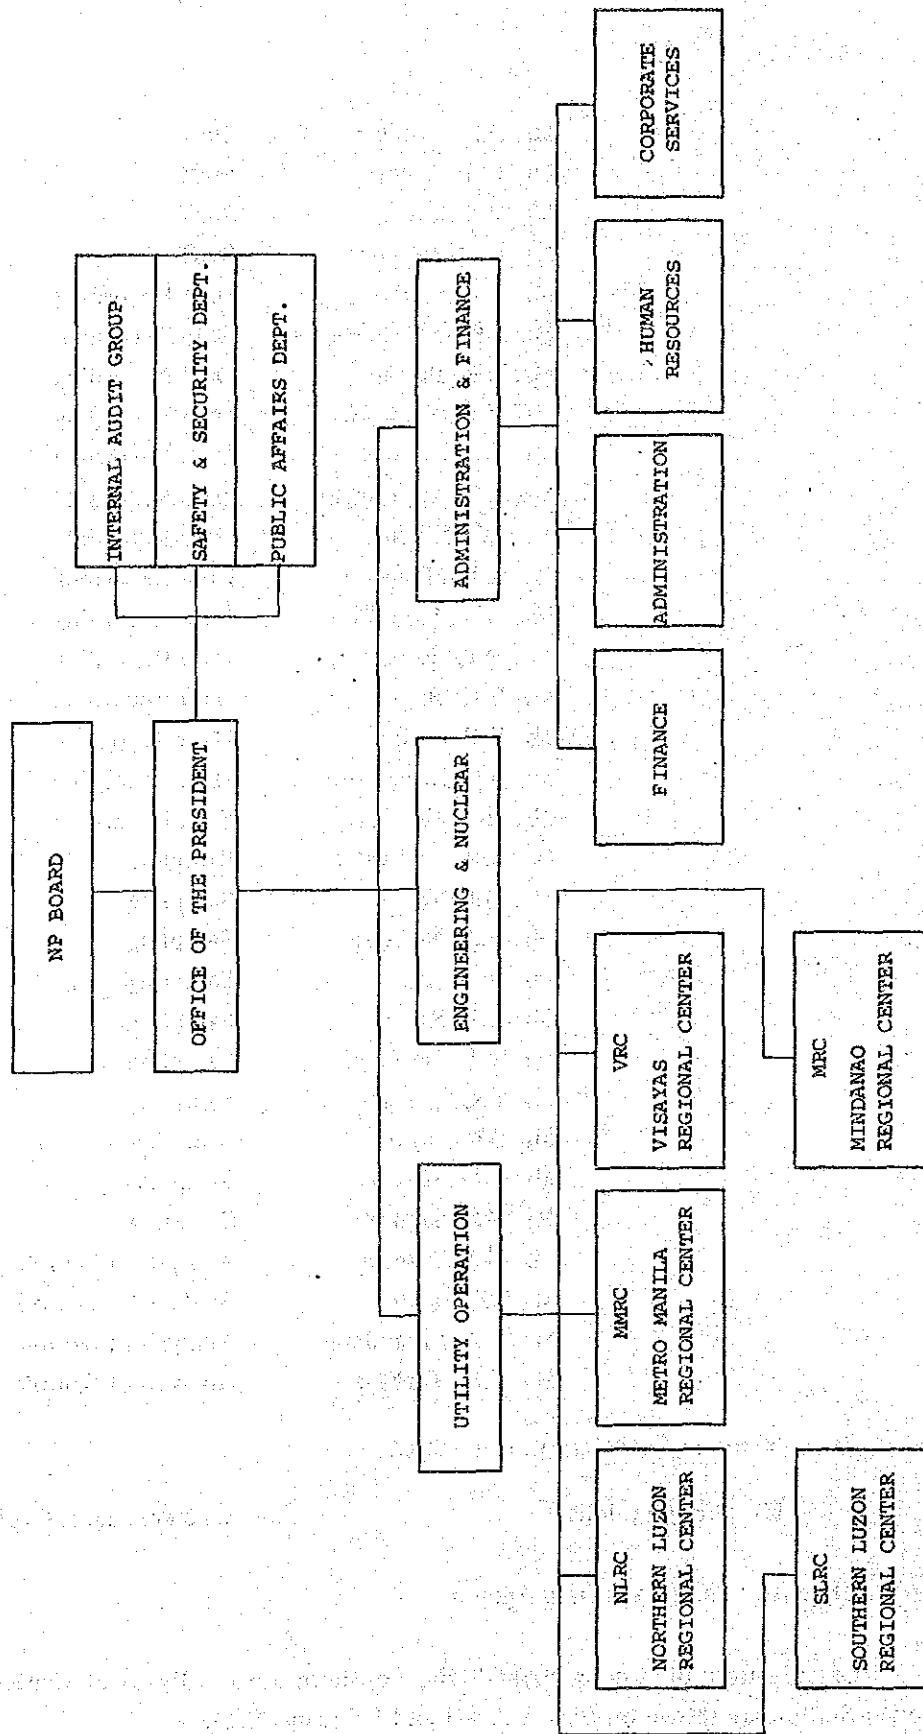 NP BOARD
OFFICE OF THE PRESIDENT
INTERNAL AUDIT GROUP
SAFETY & SECURITY DEPT.
PUBLIC AFFAIRS DEPT.
UTILITY OPERATION
ENGINEERING & NUCLEAR
ADMINISTRATION & FINANCE
NLRC
NORTHERN LUZON
REGIONAL CENTER
MMRC
METRO MANILA
REGIONAL CENTER
VRC
VISAYAS
REGIONAL CENTER
FINANCE
ADMINISTRATION
HUMAN
RESOURCES
CORPORATE
SERVICES
SLRC
SOUTHERN LUZON
REGIONAL CENTER
MRC
MINDANAO
REGIONAL CENTER